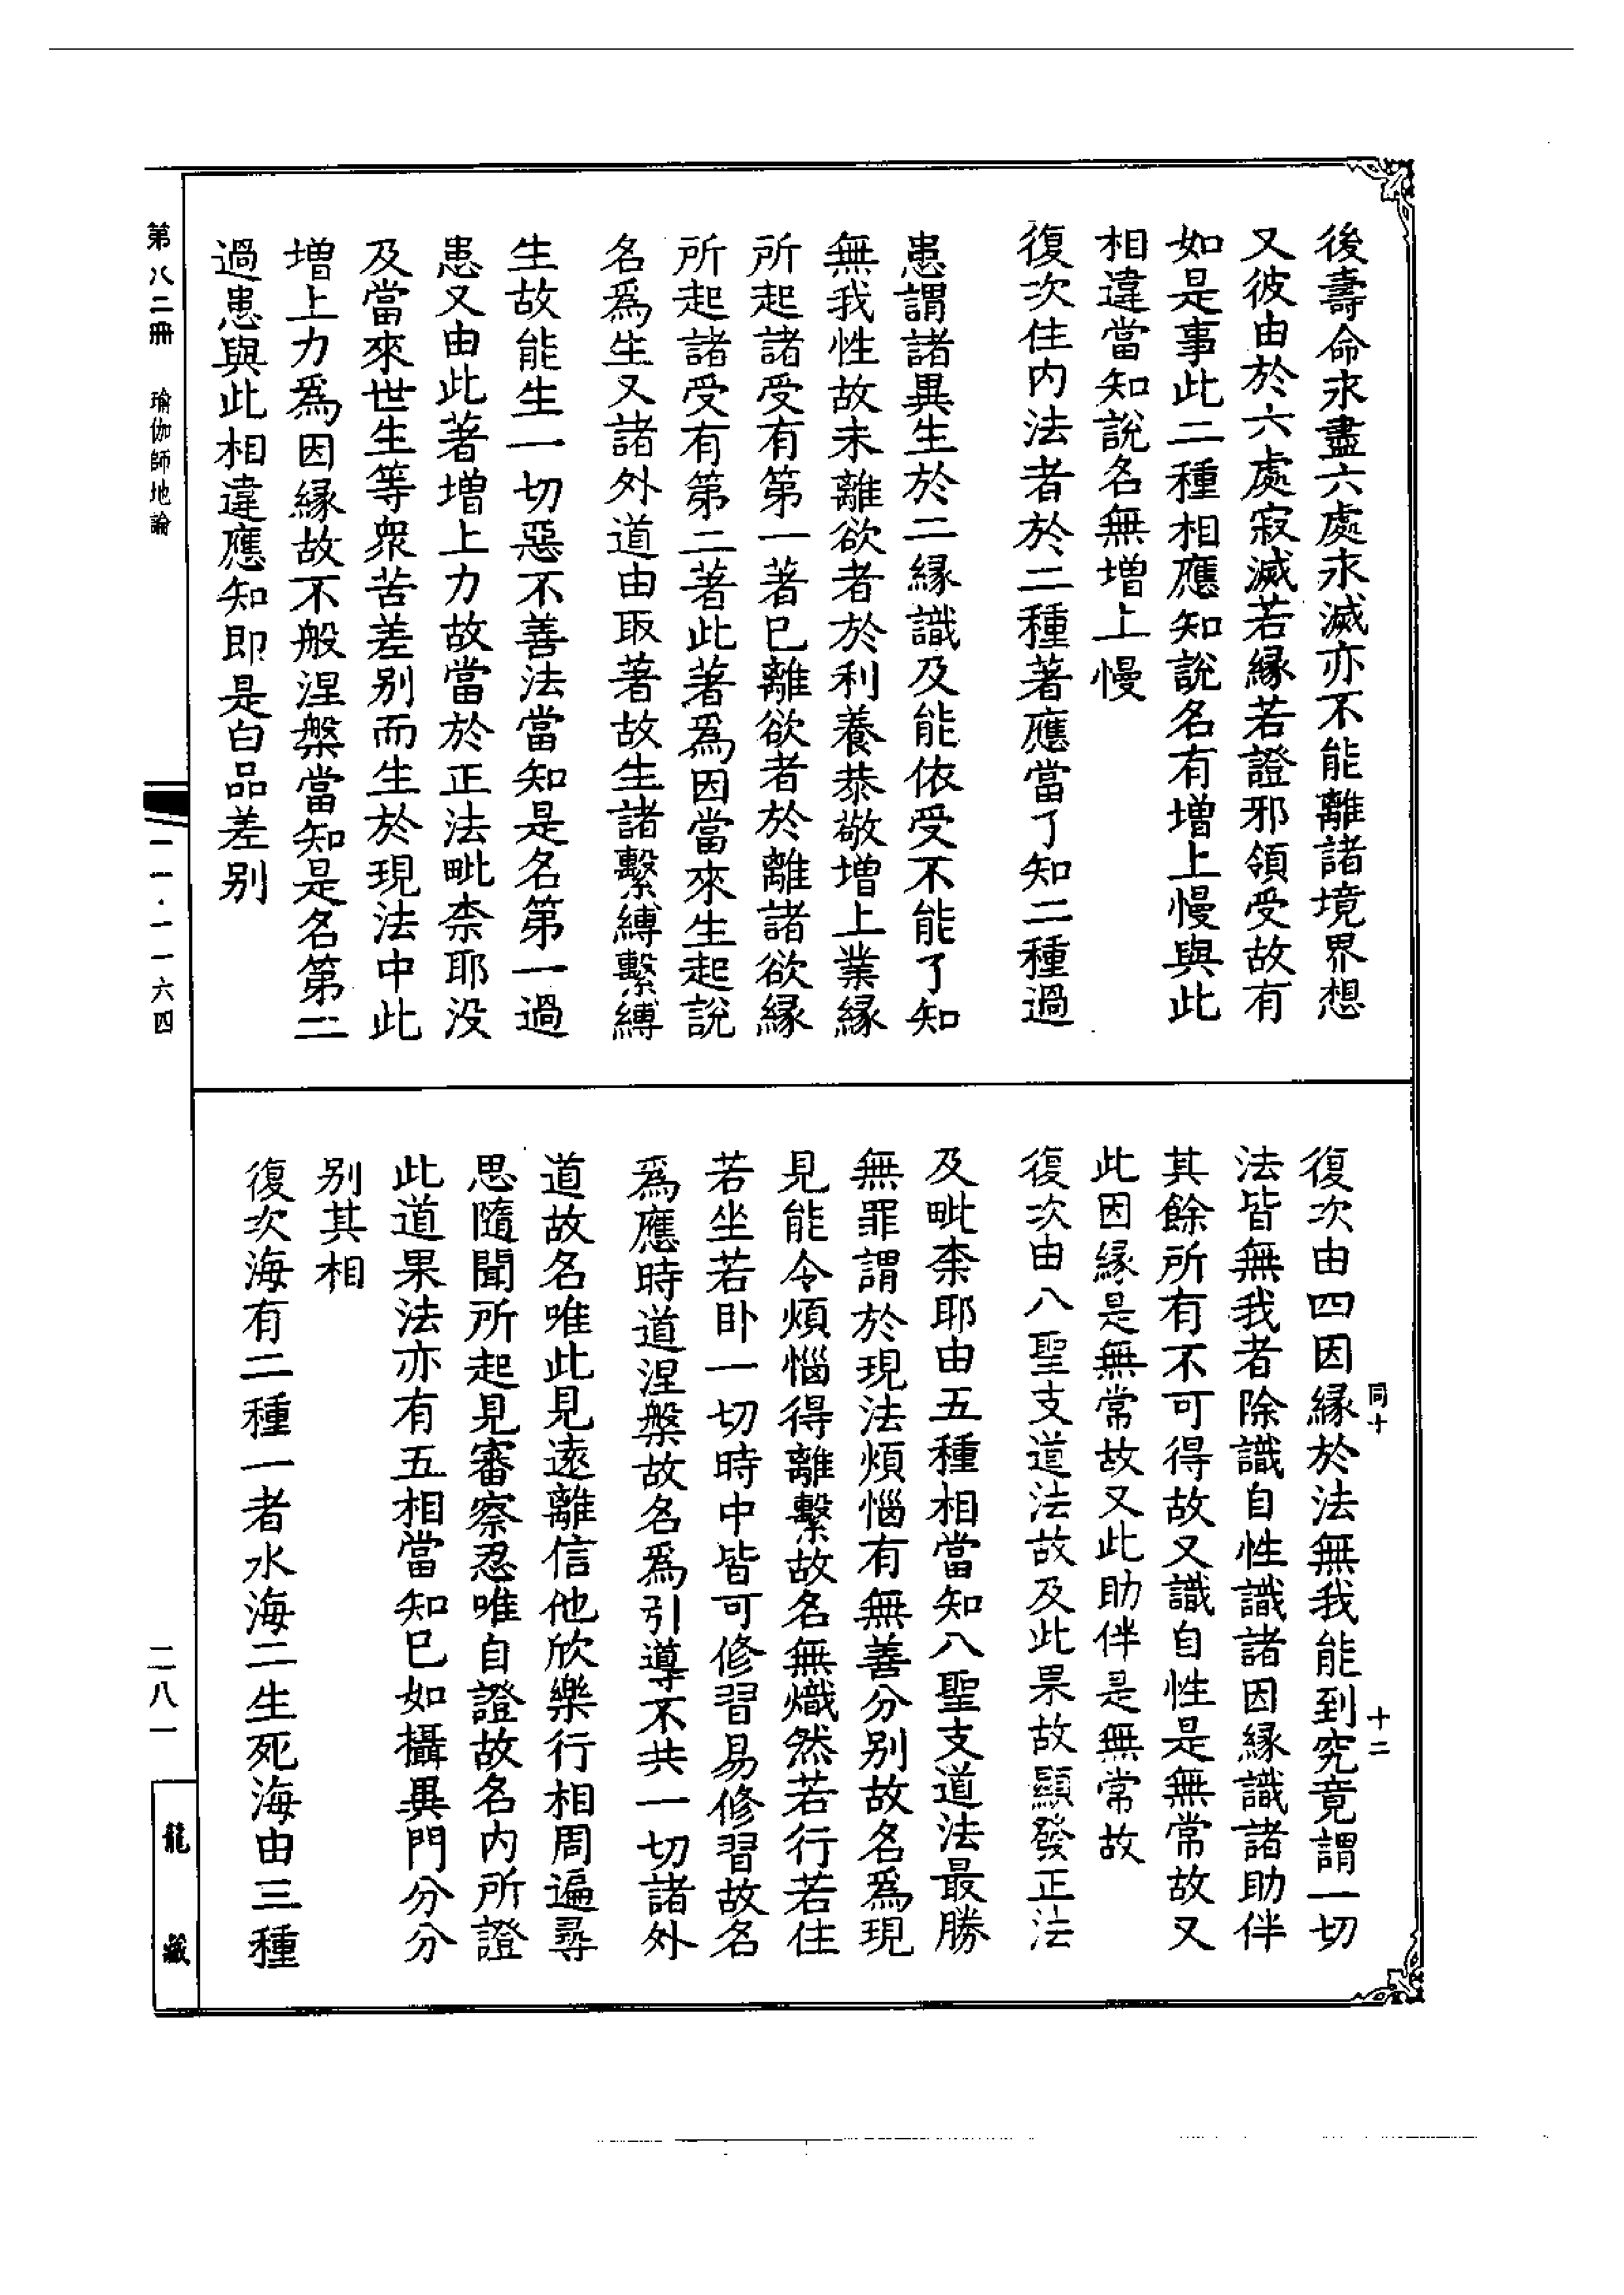 後壽命永盡六處永滅亦不能離諸境界想
又彼由於六處寂滅若緣若證邪領受故有
如是事此二種相應知說名有增上慢與此
相違當知說名無增上慢
復次住内法者於二種著應當了知二種過
患謂諸異生於二緣識及能依受不能了知
無我性故未離欲者於利養恭敬增上業緣
所起諸受有第一著已離欲者於離諸欲緣
所起諸受有第二著此著爲因當來生起說
名爲生又諸外道由取著故生諸繫縛繫縛
生故能生一切惡不善法當知是名第一過
患又由此著增上力故當於正法毗柰耶没
及當來世生等衆苦差别而生於現法中此
增上力爲因緣故不般涅槃當知是名第二
過患與此相違應知即是白品差别
復次由四因緣於法無我能到究竟謂一切
法皆無我者除識自性識諸因緣識諸助伴
其餘所有不可得故又識自性是無常故又
此因緣是無常故又此助伴是無常故
復次由八聖支道法故及此果故顯發正法
及毗柰耶由五種相當知八聖支道法最勝
無罪謂於現法煩惱有無善分别故名爲現
見能令煩惱得離繫故名無熾然若行若住
若坐若卧一切時中皆可修習易修習故名
爲應時道涅槃故名爲引導不共一切諸外
道故名唯此見遠離信他欣樂行相周遍尋
思隨聞所起見審察忍唯自證故名内所證
此道果法亦有五相當知已如攝異門分分
别其相
復次海有二種一者水海二生死海由三種
同十
十二
第八二冊
瑜伽師地論
一一·一一六四
二八一
龍藏